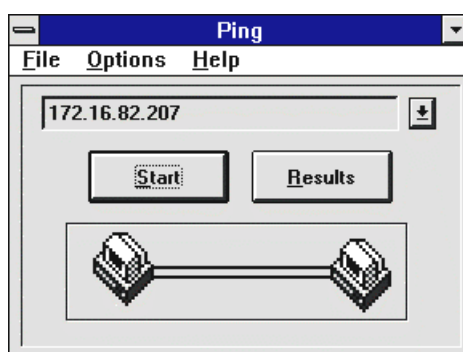 Ping
File Options Help
172.16.82.207
Start Results